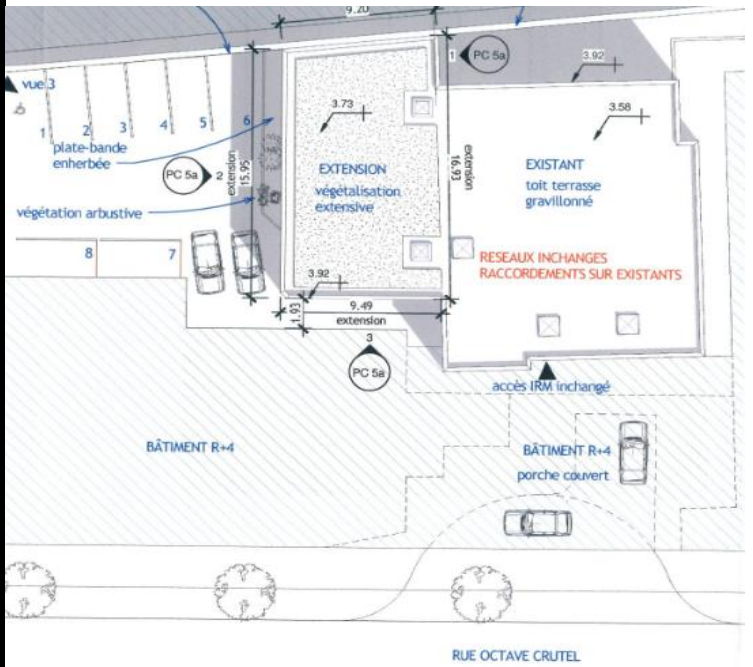 9.20
1
PC 5a
3.92
vue 3
1
2
3
4
5
6
3.73
3.58
plate-bande
enherbée
PC 5a
2
extension
15.95
EXTENSION
végétalisation
extensive
extension
16.93
EXISTANT
toit terrasse
gravillonné
végétation arbustive
8
7
RESEAUX INCHANGES
RACCORDEMENTS SUR EXISTANTS
3.92
1.93
9.49
extension
3
PC 5a
accès IRM inchangé
BÂTIMENT R+4
BÂTIMENT R+4
porche couvert
RUE OCTAVE CRUTEL